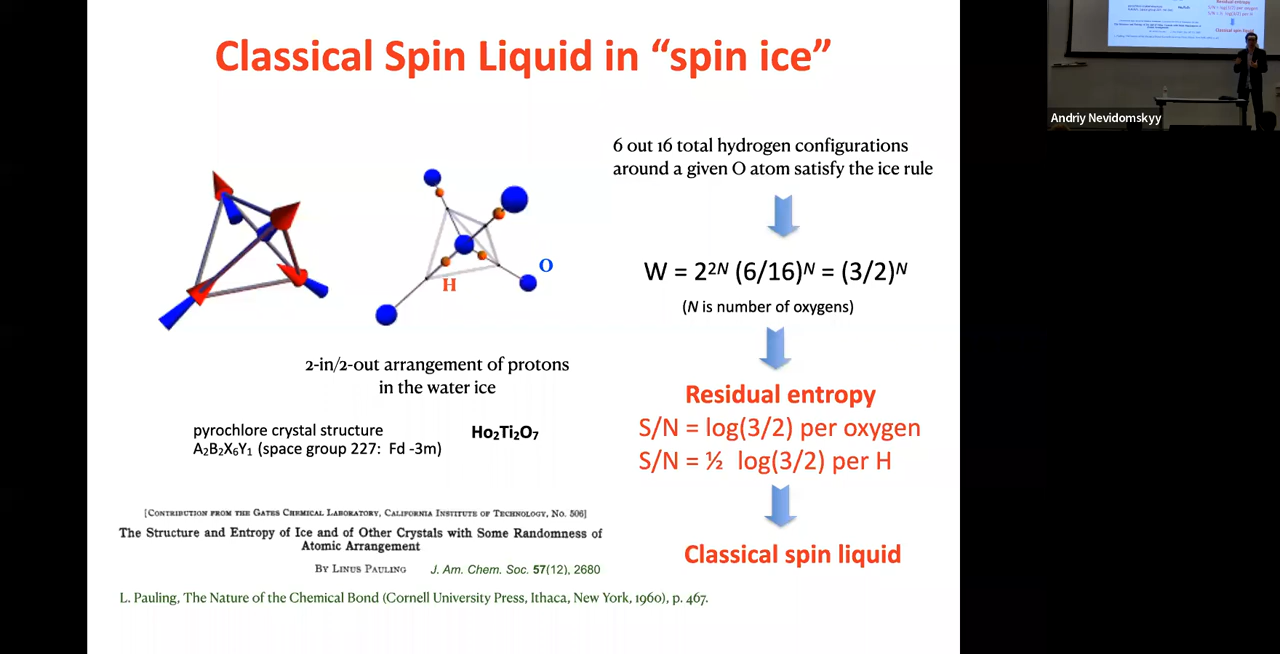 Classical Spin Liquid in “spin ice”
H
O
2-in/2-out arrangement of protons
in the water ice
pyrochlore crystal structure
A₂B₂X₆Y₁ (space group 227: Fd -3m)
Ho₂Ti₂O₇
[Contribution from the Gates Chemical Laboratory, California Institute of Technology, No. 506]
The Structure and Entropy of Ice and of Other Crystals with Some Randomness of
Atomic Arrangement
By Linus Pauling
J. Am. Chem. Soc. 57(12), 2680
L. Pauling, The Nature of the Chemical Bond (Cornell University Press, Ithaca, New York, 1960), p. 467.
6 out 16 total hydrogen configurations
around a given O atom satisfy the ice rule
W = 2²ᴺ (6/16)ᴺ = (3/2)ᴺ
(N is number of oxygens)
Residual entropy
S/N = log(3/2) per oxygen
S/N = ½ log(3/2) per H
Classical spin liquid
Residual entropy
Classical spin liquid
Andriy Nevidomskyy